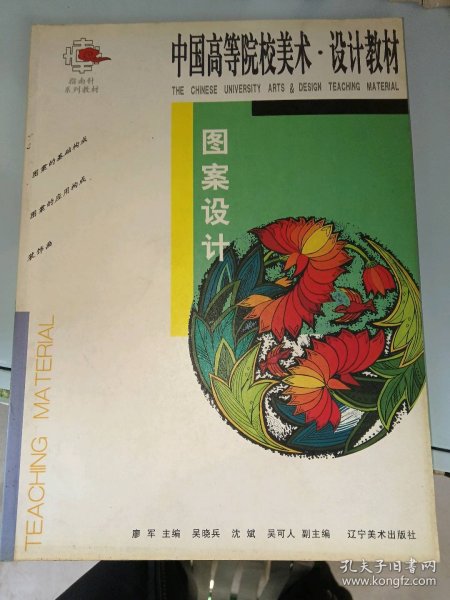 中国高等院校美术·设计教材
THE CHINESE UNIVERSITY ARTS & DESIGN TEACHING MATERIAL
指南针
系列教材
图案设计
图案的基础构成
图案的应用构成
装饰画
TEACHING MATERIAL
廖 军 主编 吴晓兵 沈 斌 吴可人 副主编 辽宁美术出版社
孔夫子旧书网
www.kongfz.com